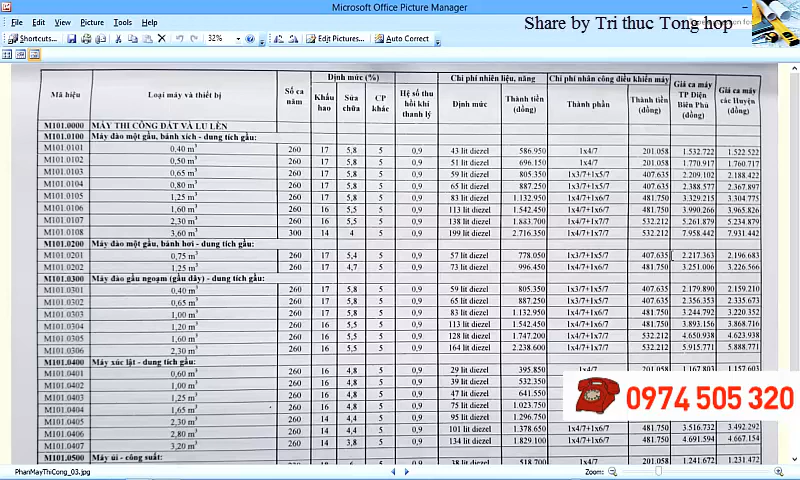 Microsoft Office Picture Manager
Share by Tri thuc Tong hop
File Edit View Picture Tools Help
Shortcuts... 32% Edit Pictures... Auto Correct
Mã hiệu Loại máy và thiết bị Số ca năm Định mức (%) Hệ số thu hồi khi thanh lý Chi phí nhiên liệu, năng Chi phí nhân công điều khiển máy Giá ca máy TP Điện Biên Phủ (đồng) Giá ca máy các Huyện (đồng)
Khấu hao Sửa chữa CP khác Định mức Thành tiền (đồng) Thành phần Thành tiền (đồng)
M101.0000 MÁY THI CÔNG ĐẤT VÀ LU LÈN
M101.0100 Máy đào một gầu, bánh xích - dung tích gầu:
M101.0101 0,40 m³ 260 17 5,8 5 0,9 43 lít diezel 586.950 1x4/7 201.058 1.532.722 1.522.522
M101.0102 0,50 m³ 260 17 5,8 5 0,9 51 lít diezel 696.150 1x4/7 201.058 1.770.917 1.760.717
M101.0103 0,65 m³ 260 17 5,8 5 0,9 59 lít diezel 805.350 1x3/7+1x5/7 407.635 2.209.102 2.188.422
M101.0104 0,80 m³ 260 17 5,8 5 0,9 65 lít diezel 887.250 1x3/7+1x5/7 407.635 2.388.577 2.367.897
M101.0105 1,25 m³ 260 17 5,8 5 0,9 83 lít diezel 1.132.950 1x4/7+1x6/7 481.750 3.329.215 3.304.775
M101.0106 1,60 m³ 260 16 5,5 5 0,9 113 lít diezel 1.542.450 1x4/7+1x6/7 481.750 3.990.266 3.965.826
M101.0107 2,30 m³ 260 16 5,5 5 0,9 138 lít diezel 1.883.700 1x4/7+1x7/7 532.212 5.261.879 5.234.879
M101.0108 3,60 m³ 300 14 4 5 0,9 199 lít diezel 2.716.350 1x4/7+1x7/7 532.212 7.958.442 7.931.442
M101.0200 Máy đào một gầu, bánh hơi - dung tích gầu:
M101.0201 0,75 m³ 260 17 5,4 5 0,9 57 lít diezel 778.050 1x3/7+1x5/7 407.635 2.217.363 2.196.683
M101.0202 1,25 m³ 260 17 4,7 5 0,9 73 lít diezel 996.450 1x4/7+1x6/7 481.750 3.251.006 3.226.566
M101.0300 Máy đào gầu ngoạm (gầu dây) - dung tích gầu:
M101.0301 0,40 m³ 260 17 5,8 5 0,9 59 lít diezel 805.350 1x3/7+1x5/7 407.635 2.179.890 2.159.210
M101.0302 0,65 m³ 260 17 5,8 5 0,9 65 lít diezel 887.250 1x3/7+1x5/7 407.635 2.356.353 2.335.673
M101.0303 1,00 m³ 260 17 5,8 5 0,9 83 lít diezel 1.132.950 1x4/7+1x6/7 481.750 3.244.792 3.220.352
M101.0304 1,20 m³ 260 16 5,5 5 0,9 113 lít diezel 1.542.450 1x4/7+1x6/7 481.750 3.893.156 3.868.716
M101.0305 1,60 m³ 260 16 5,5 5 0,9 128 lít diezel 1.747.200 1x4/7+1x7/7 532.212 4.650.938 4.623.938
M101.0306 2,30 m³ 260 16 5,5 5 0,9 164 lít diezel 2.238.600 1x4/7+1x7/7 532.212 5.915.771 5.888.771
M101.0400 Máy xúc lật - dung tích gầu:
M101.0401 0,60 m³ 260 16 4,8 5 0,9 29 lít diezel 395.850 1x4/7 201.058 1.167.803 1.157.603
M101.0402 1,00 m³ 260 16 4,8 5 0,9 39 lít diezel 532.350
M101.0403 1,25 m³ 260 16 4,8 5 0,9 47 lít diezel 641.550
M101.0404 1,65 m³ 260 16 4,8 5 0,9 75 lít diezel 1.023.750
M101.0405 2,30 m³ 260 14 4,4 5 0,9 95 lít diezel 1.296.750
M101.0406 2,80 m³ 260 14 4,4 5 0,9 101 lít diezel 1.378.650 1x4/7+1x6/7 481.750 3.516.732 3.492.292
M101.0407 3,20 m³ 260 14 3,8 5 0,9 134 lít diezel 1.829.100 1x4/7+1x6/7 481.750 4.691.594 4.667.154
M101.0500 Máy ủi - công suất:
38 lít diezel 518.700 1x4/7 201.058 1.241.672 1.231.472
0974 505 320
PhanMayThiCong_03.jpg Zoom: